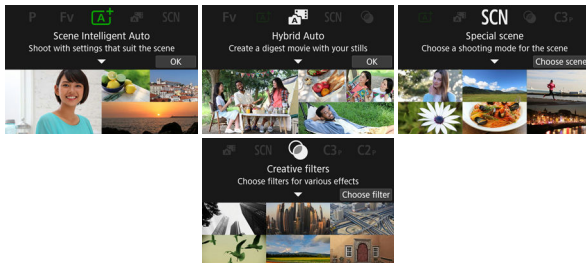 P Fv A+ SCN
Scene Intelligent Auto
Shoot with settings that suit the scene
OK
Fv A+ SCN
Hybrid Auto
Create a digest movie with your stills
OK
A+ SCN C3
Special scene
Choose a shooting mode for the scene
Choose scene
SCN C3 C2
Creative filters
Choose filters for various effects
Choose filter